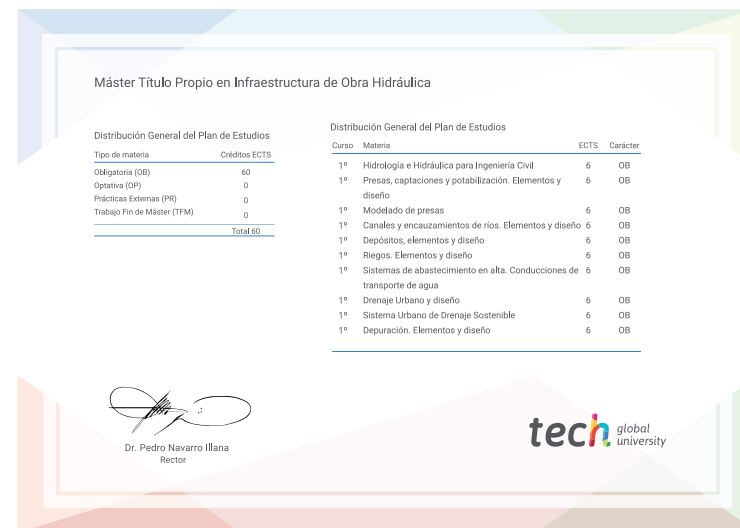 Máster Título Propio en Infraestructura de Obra Hidráulica
Distribución General del Plan de Estudios
Tipo de materia Créditos ECTS
Obligatoria (OB) 60
Optativa (OP) 0
Prácticas Externas (PR) 0
Trabajo Fin de Máster (TFM) 0
Total 60
Distribución General del Plan de Estudios
Curso Materia ECTS Carácter
1º Hidrología e Hidráulica para Ingeniería Civil 6 OB
1º Presas, captaciones y potabilización. Elementos y 6 OB
diseño
1º Modelado de presas 6 OB
1º Canales y encauzamientos de ríos. Elementos y diseño 6 OB
1º Depósitos, elementos y diseño 6 OB
1º Riegos. Elementos y diseño 6 OB
1º Sistemas de abastecimiento en alta. Conducciones de 6 OB
transporte de agua
1º Drenaje Urbano y diseño 6 OB
1º Sistema Urbano de Drenaje Sostenible 6 OB
1º Depuración. Elementos y diseño 6 OB
Dr. Pedro Navarro Illana
Rector
tech global
university